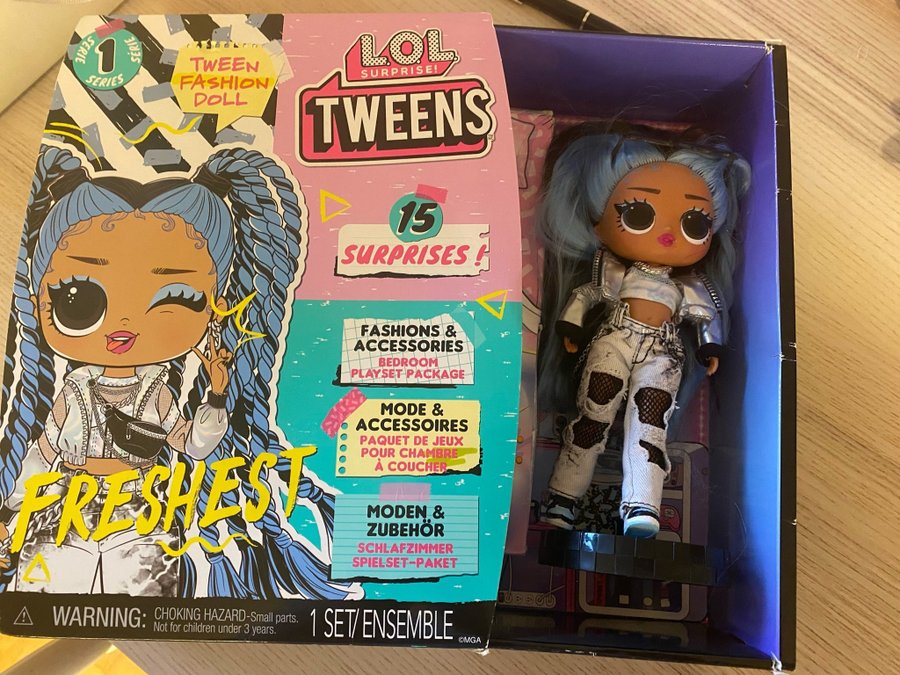 SÉRIE
1
SÉRIE
SERIES
TWEEN
FASHION
DOLL
L.O.L.
SURPRISE!
TWEENS
15
SURPRISES !
FASHIONS &
ACCESSORIES
BEDROOM
PLAYSET PACKAGE
MODE &
ACCESSOIRES
PAQUET DE JEUX
POUR CHAMBRE
À COUCHER
MODEN &
ZUBEHÖR
SCHLAFZIMMER
SPIELSET-PAKET
FRESHEST
WARNING: CHOKING HAZARD-Small parts.
Not for children under 3 years.
1 SET/ ENSEMBLE
©MGA